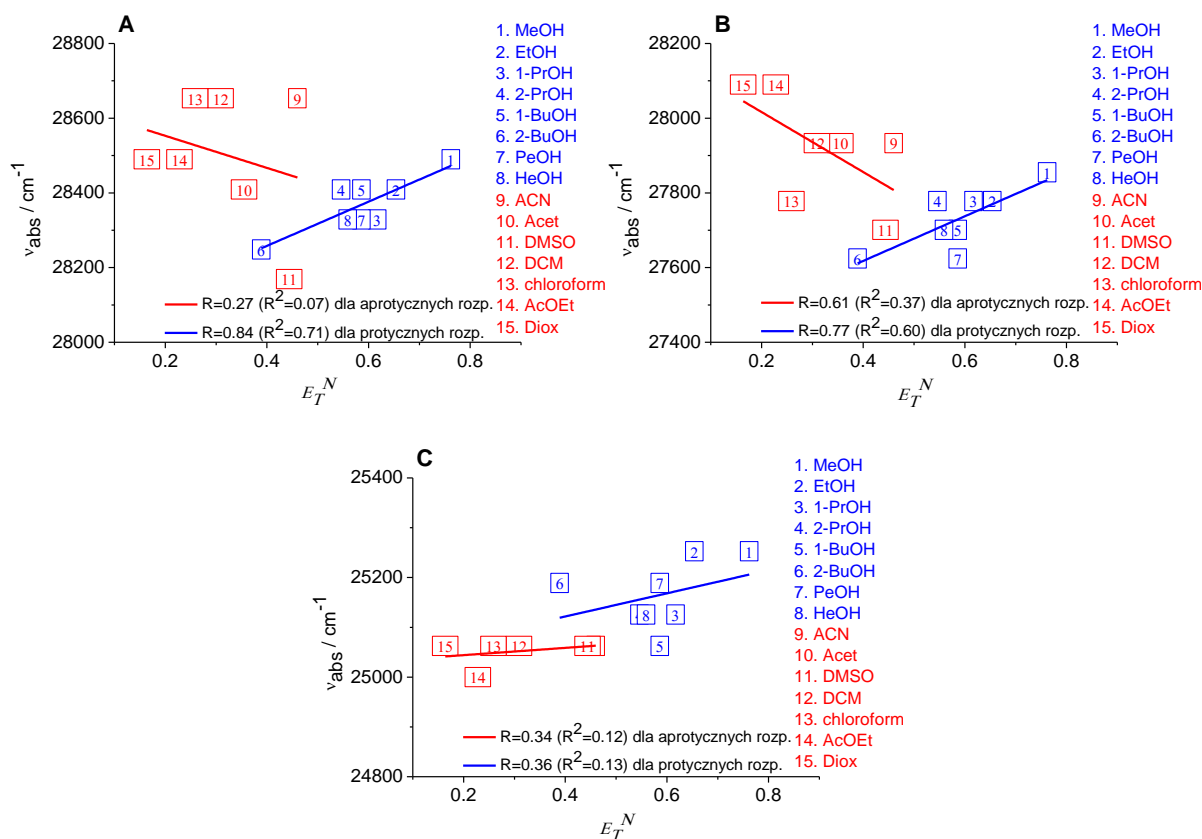 A
28800
28600
28400
28200
28000
ν_abs / cm^-1
13 12 9
15 14
10
1
4 5 2
8 7 3
6
11
R=0.27 (R^2=0.07) dla aprotycznych rozp.
R=0.84 (R^2=0.71) dla protycznych rozp.
0.2 0.4 0.6 0.8
E_T^N
1. MeOH
2. EtOH
3. 1-PrOH
4. 2-PrOH
5. 1-BuOH
6. 2-BuOH
7. PeOH
8. HeOH
9. ACN
10. Acet
11. DMSO
12. DCM
13. chloroform
14. AcOEt
15. Diox
B
28200
28000
27800
27600
27400
ν_abs / cm^-1
15 14
12 10 9
1
13 4 3 2
11 8 5
6 7
R=0.61 (R^2=0.37) dla aprotycznych rozp.
R=0.77 (R^2=0.60) dla protycznych rozp.
0.2 0.4 0.6 0.8
E_T^N
1. MeOH
2. EtOH
3. 1-PrOH
4. 2-PrOH
5. 1-BuOH
6. 2-BuOH
7. PeOH
8. HeOH
9. ACN
10. Acet
11. DMSO
12. DCM
13. chloroform
14. AcOEt
15. Diox
C
25400
25200
25000
24800
ν_abs / cm^-1
2 1
6 7
8 3
15 13 12 11 5
14
R=0.34 (R^2=0.12) dla aprotycznych rozp.
R=0.36 (R^2=0.13) dla protycznych rozp.
0.2 0.4 0.6 0.8
E_T^N
1. MeOH
2. EtOH
3. 1-PrOH
4. 2-PrOH
5. 1-BuOH
6. 2-BuOH
7. PeOH
8. HeOH
9. ACN
10. Acet
11. DMSO
12. DCM
13. chloroform
14. AcOEt
15. Diox